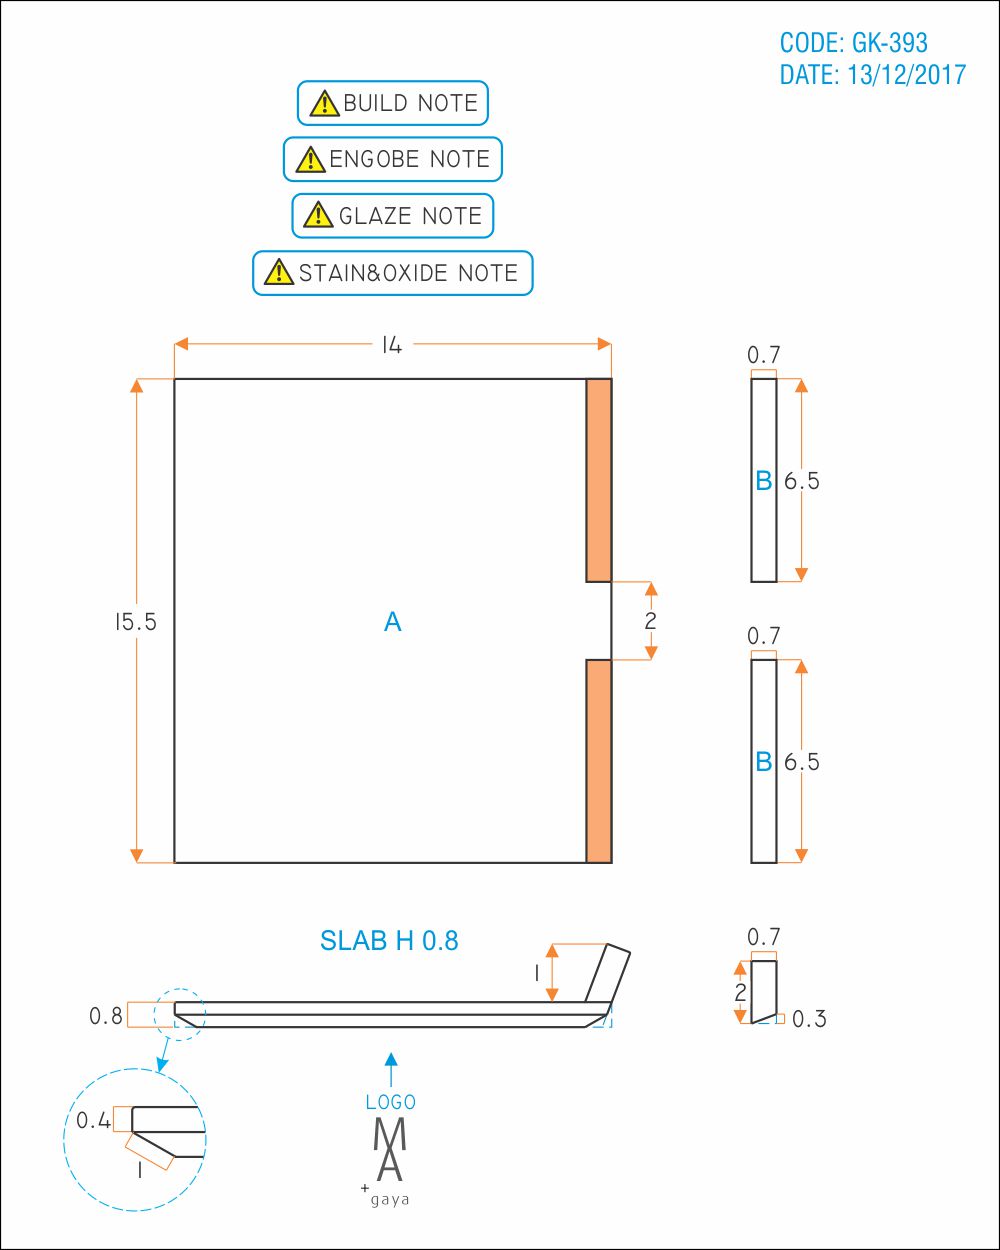 CODE: GK-393
DATE: 13/12/2017
BUILD NOTE
ENGOBE NOTE
GLAZE NOTE
STAIN&OXIDE NOTE
14
0.7
B
6.5
15.5
A
2
0.7
B
6.5
SLAB H 0.8
1
0.8
0.7
2
0.3
0.4
1
LOGO
MA
+
gaya